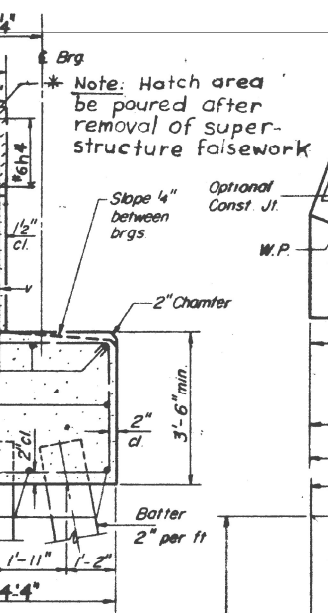 4"
℄ Brg.
* Note: Hatch area
be poured after
removal of super-
structure falsework
#6h4
Slope ¼"
between
brgs.
Optional
Const. Jt.
1½"
cl.
W.P.
v
2" Chamfer
3'-6" min.
2"
cl.
2" cl.
Batter
2" per ft
1'-11"
1'-2"
4'-4"